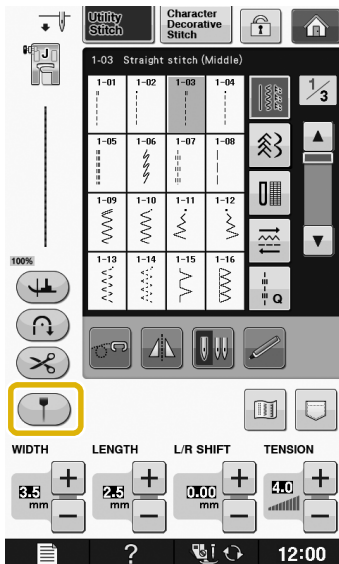 Utility
Stitch
Character
Decorative
Stitch
J
1-03 Straight stitch (Middle)
1-01 1-02 1-03 1-04
1/3
1-05 1-06 1-07 1-08
1-09 1-10 1-11 1-12
1-13 1-14 1-15 1-16
Q
100%
WIDTH LENGTH L/R SHIFT TENSION
3.5 mm
2.5 mm
0.00 mm
4.0
+ + + +
− − − −
? 12:00